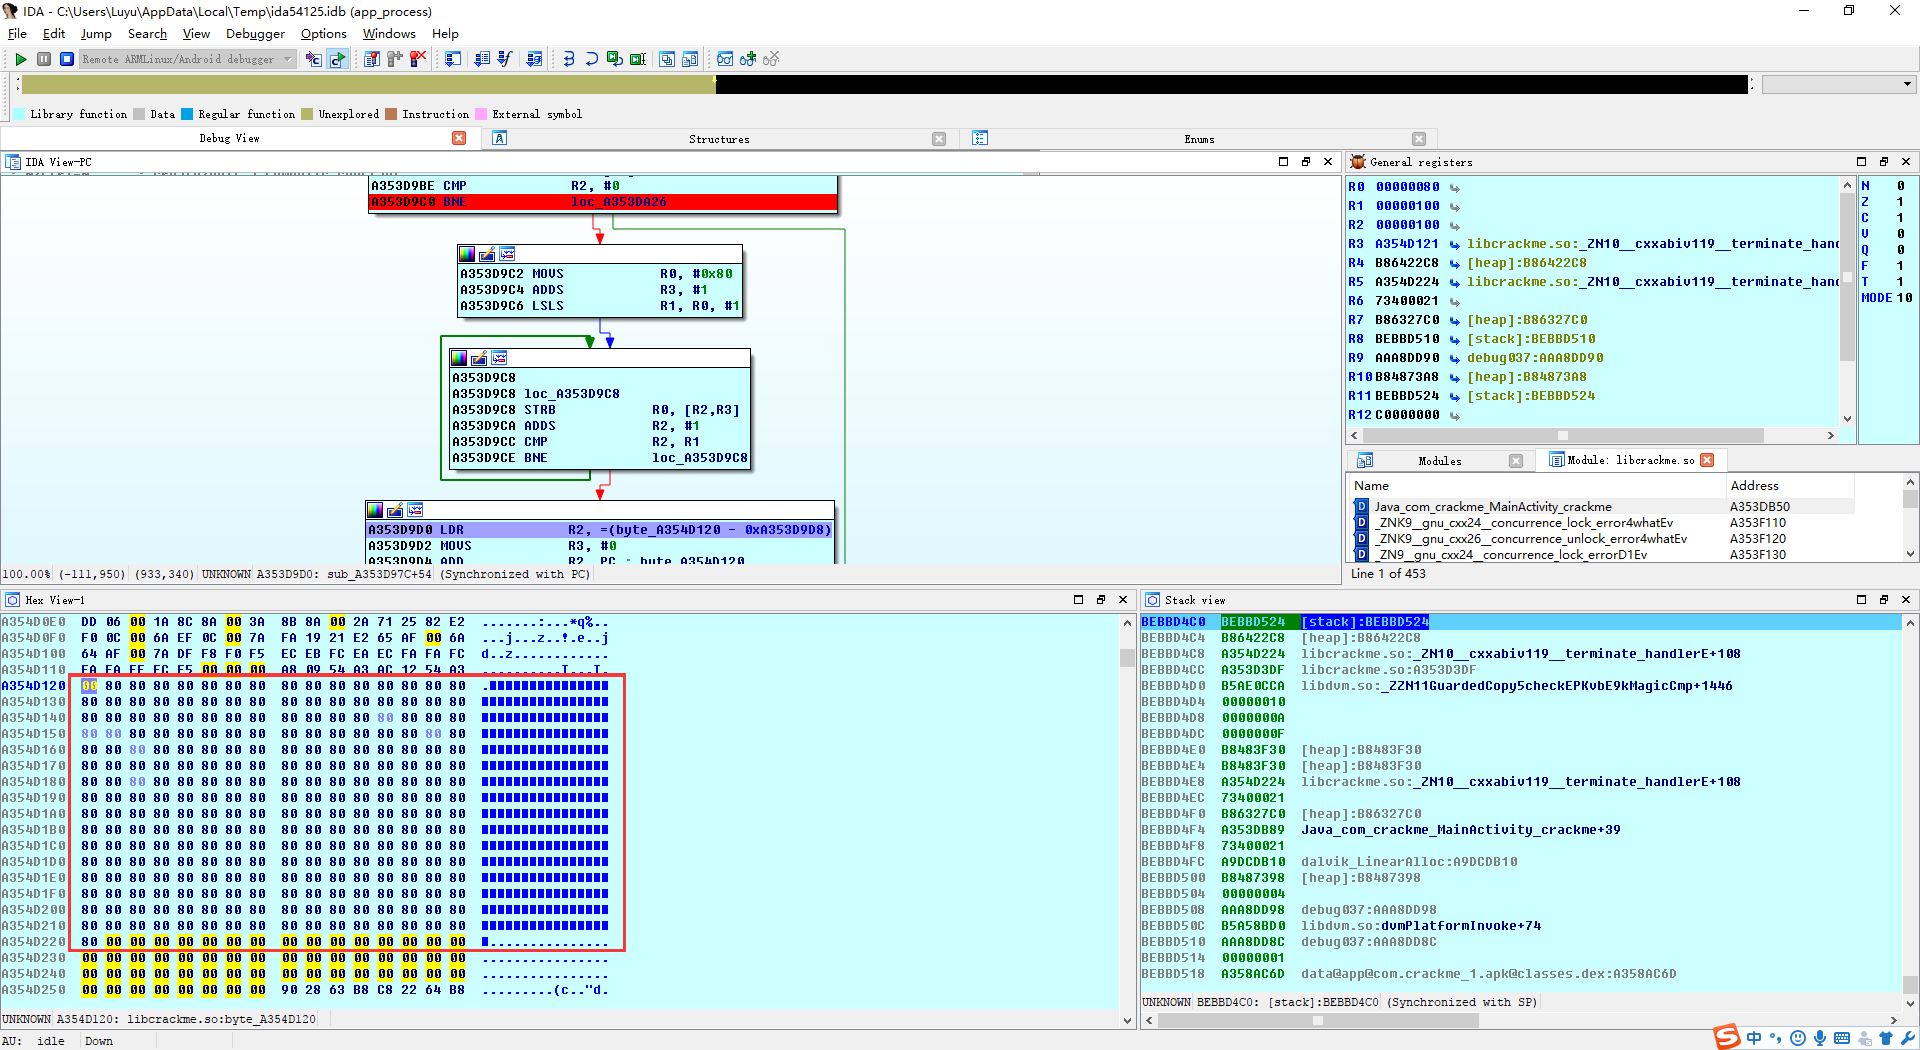 IDA - C:\Users\Luyu\AppData\Local\Temp\ida54125.idb (app_process)
File Edit Jump Search View Debugger Options Windows Help
Remote ARMLinux/Android debugger
Library function Data Regular function Unexplored Instruction External symbol
Debug View Structures Enums
IDA View-PC
A353D9BE CMP R2, #0
A353D9C0 BNE loc_A353DA26
A353D9C2 MOVS R0, #0x80
A353D9C4 ADDS R3, #1
A353D9C6 LSLS R1, R0, #1
A353D9C8
A353D9C8 loc_A353D9C8
A353D9C8 STRB R0, [R2,R3]
A353D9CA ADDS R2, #1
A353D9CC CMP R2, R1
A353D9CE BNE loc_A353D9C8
A353D9D0 LDR R2, =(byte_A354D120 - 0xA353D9D8)
A353D9D2 MOVS R3, #0
A353D9D4 ADD R2, PC ; byte_A354D120
100.00% (-111,950) (933,340) UNKNOWN A353D9D0: sub_A353D97C+54 (Synchronized with PC)
General registers
R0 00000080
R1 00000100
R2 00000100
R3 A354D121 libcrackme.so:_ZN10__cxxabiv119__terminate_hand
R4 B86422C8 [heap]:B86422C8
R5 A354D224 libcrackme.so:_ZN10__cxxabiv119__terminate_hand
R6 73400021
R7 B86327C0 [heap]:B86327C0
R8 BEBBD510 [stack]:BEBBD510
R9 AAA8DD90 debug037:AAA8DD90
R10 B84873A8 [heap]:B84873A8
R11 BEBBD524 [stack]:BEBBD524
R12 C0000000
N 0
Z 1
C 1
V 0
Q 0
F 1
T 1
MODE 10
Modules Module: libcrackme.so
Name Address
Java_com_crackme_MainActivity_crackme A353DB50
_ZNK9__gnu_cxx24__concurrence_lock_error4whatEv A353F110
_ZNK9__gnu_cxx26__concurrence_unlock_error4whatEv A353F120
_ZN9__gnu_cxx24__concurrence_lock_errorD1Ev A353F130
Line 1 of 453
Hex View-1
A354D0E0 DD 06 00 1A 8C 8A 00 3A 8B 8A 00 2A 71 25 82 E2 .......:...*q%..
A354D0F0 F0 0C 00 6A EF 0C 00 7A FA 19 21 E2 65 AF 00 6A ...j...z..!.e..j
A354D100 64 AF 00 7A DF F8 F0 F5 EC EB FC EA EC FA FA FC d..z............
A354D110 FA FA FF FC F5 00 00 00 A8 09 54 A3 AC 12 54 A3 ..........T...T.
A354D120 00 80 80 80 80 80 80 80 80 80 80 80 80 80 80 80
A354D130 80 80 80 80 80 80 80 80 80 80 80 80 80 80 80 80
A354D140 80 80 80 80 80 80 80 80 80 80 80 80 80 80 80 80
A354D150 80 80 80 80 80 80 80 80 80 80 80 80 80 80 80 80
A354D160 80 80 80 80 80 80 80 80 80 80 80 80 80 80 80 80
A354D170 80 80 80 80 80 80 80 80 80 80 80 80 80 80 80 80
A354D180 80 80 80 80 80 80 80 80 80 80 80 80 80 80 80 80
A354D190 80 80 80 80 80 80 80 80 80 80 80 80 80 80 80 80
A354D1A0 80 80 80 80 80 80 80 80 80 80 80 80 80 80 80 80
A354D1B0 80 80 80 80 80 80 80 80 80 80 80 80 80 80 80 80
A354D1C0 80 80 80 80 80 80 80 80 80 80 80 80 80 80 80 80
A354D1D0 80 80 80 80 80 80 80 80 80 80 80 80 80 80 80 80
A354D1E0 80 80 80 80 80 80 80 80 80 80 80 80 80 80 80 80
A354D1F0 80 80 80 80 80 80 80 80 80 80 80 80 80 80 80 80
A354D200 80 80 80 80 80 80 80 80 80 80 80 80 80 80 80 80
A354D210 80 80 80 80 80 80 80 80 80 80 80 80 80 80 80 80
A354D220 80 00 00 00 00 00 00 00 00 00 00 00 00 00 00 00 ...............
A354D230 00 00 00 00 00 00 00 00 00 00 00 00 00 00 00 00 ................
A354D240 00 00 00 00 00 00 00 00 00 00 00 00 00 00 00 00 ................
A354D250 00 00 00 00 00 00 00 00 90 28 63 B8 C8 22 64 B8 .........(c.."d.
UNKNOWN A354D120: libcrackme.so:byte_A354D120
Stack view
BEBBD4C0 BEBBD524 [stack]:BEBBD524
BEBBD4C4 B86422C8 [heap]:B86422C8
BEBBD4C8 A354D224 libcrackme.so:_ZN10__cxxabiv119__terminate_handlerE+108
BEBBD4CC A353D3DF libcrackme.so:A353D3DF
BEBBD4D0 B5AE0CCA libdvm.so:_ZZN11GuardedCopy5checkEPKvbE9kMagicCmp+1446
BEBBD4D4 00000010
BEBBD4D8 0000000A
BEBBD4DC 0000000F
BEBBD4E0 B8483F30 [heap]:B8483F30
BEBBD4E4 B8483F30 [heap]:B8483F30
BEBBD4E8 A354D224 libcrackme.so:_ZN10__cxxabiv119__terminate_handlerE+108
BEBBD4EC 73400021
BEBBD4F0 B86327C0 [heap]:B86327C0
BEBBD4F4 A353DB89 Java_com_crackme_MainActivity_crackme+39
BEBBD4F8 73400021
BEBBD4FC A9DCDB10 dalvik_LinearAlloc:A9DCDB10
BEBBD500 B8487398 [heap]:B8487398
BEBBD504 00000004
BEBBD508 AAA8DD98 debug037:AAA8DD98
BEBBD50C B5A58BD0 libdvm.so:dvmPlatformInvoke+74
BEBBD510 AAA8DD8C debug037:AAA8DD8C
BEBBD514 00000001
BEBBD518 A358AC6D data@app@com.crackme_1.apk@classes.dex:A358AC6D
UNKNOWN BEBBD4C0: [stack]:BEBBD4C0 (Synchronized with SP)
AU: idle Down
中